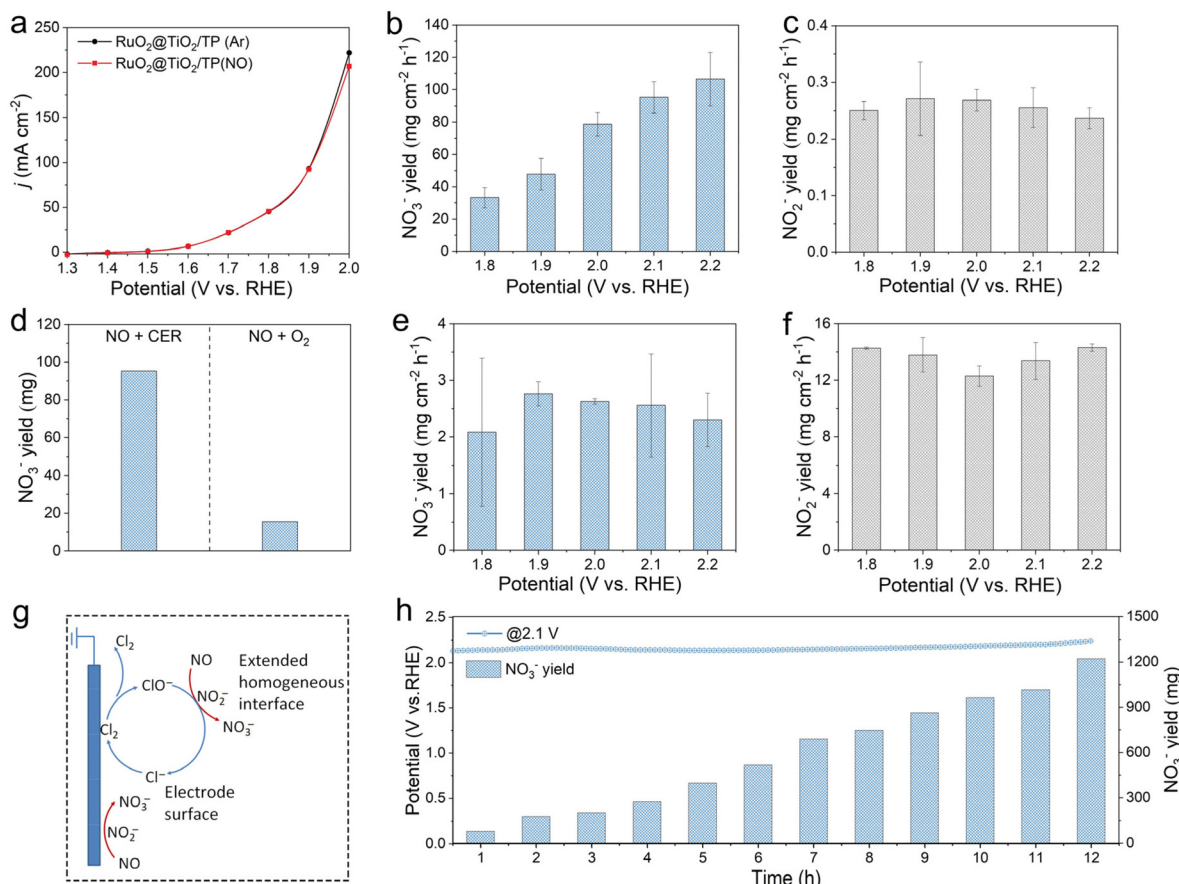 a
RuO₂@TiO₂/TP (Ar)
RuO₂@TiO₂/TP(NO)
j (mA cm⁻²)
250
200
150
100
50
0
1.3 1.4 1.5 1.6 1.7 1.8 1.9 2.0
Potential (V vs. RHE)
b
NO₃⁻ yield (mg cm⁻² h⁻¹)
140
120
100
80
60
40
20
0
1.8 1.9 2.0 2.1 2.2
Potential (V vs. RHE)
c
NO₂⁻ yield (mg cm⁻² h⁻¹)
0.4
0.3
0.2
0.1
0.0
1.8 1.9 2.0 2.1 2.2
Potential (V vs. RHE)
d
NO + CER NO + O₂
NO₃⁻ yield (mg)
120
100
80
60
40
20
0
e
NO₃⁻ yield (mg cm⁻² h⁻¹)
4
3
2
1
0
1.8 1.9 2.0 2.1 2.2
Potential (V vs. RHE)
f
NO₂⁻ yield (mg cm⁻² h⁻¹)
16
12
8
4
0
1.8 1.9 2.0 2.1 2.2
Potential (V vs. RHE)
g
Cl₂
NO
Extended
homogeneous
interface
ClO⁻
NO₂⁻
NO₃⁻
Cl₂
Cl⁻
Electrode
surface
NO₃⁻
NO₂⁻
NO
h
@2.1 V
NO₃⁻ yield
Potential (V vs.RHE)
2.5
2.0
1.5
1.0
0.5
0.0
1 2 3 4 5 6 7 8 9 10 11 12
Time (h)
1500
1200
900
600
300
0
NO₃⁻ yield (mg)